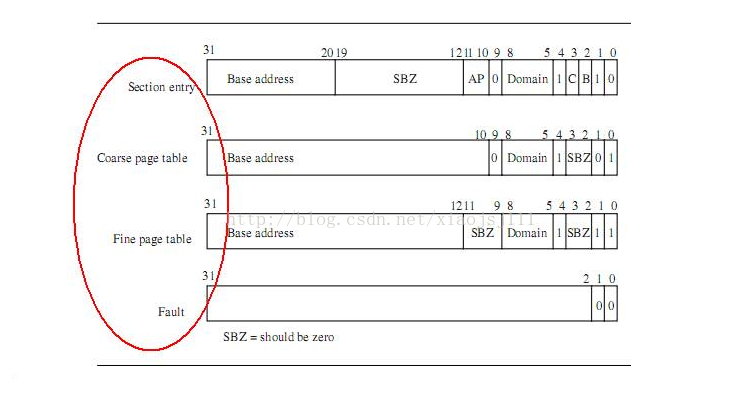 31 20 19 12 11 10 9 8 5 4 3 2 1 0
Section entry Base address SBZ AP 0 Domain 1 C B 1 0
31 10 9 8 5 4 3 2 1 0
Coarse page table Base address 0 Domain 1 SBZ 0 1
31 12 11 9 8 5 4 3 2 1 0
http://blog.csdn.net/xiaojsj111
Fine page table Base address SBZ Domain 1 SBZ 1 1
31 2 1 0
Fault 0 0
SBZ = should be zero